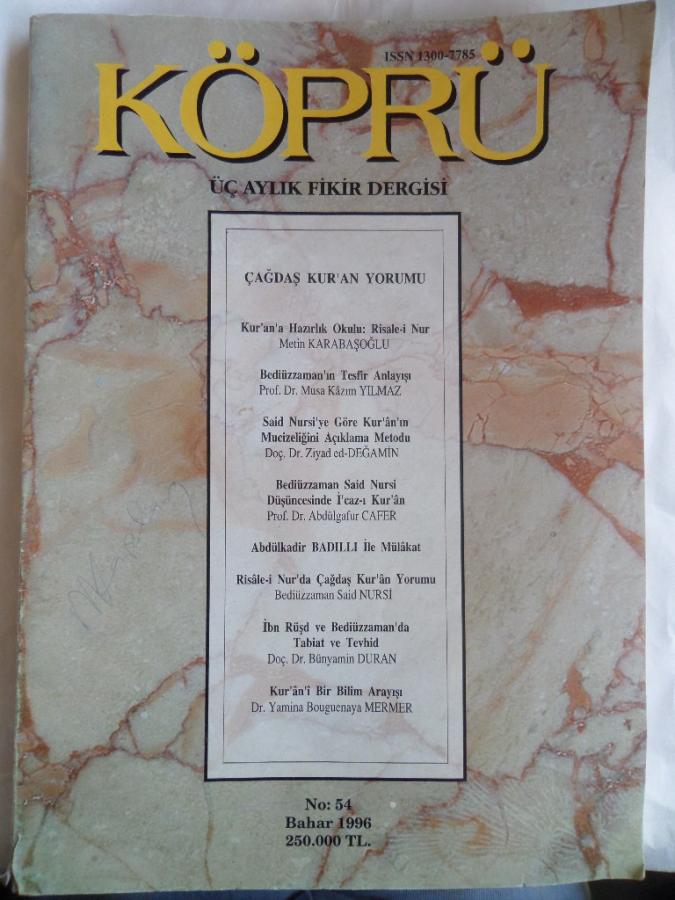 ISSN 1300-7785
KÖPRÜ
ÜÇ AYLIK FİKİR DERGİSİ
ÇAĞDAŞ KUR'AN YORUMU
Kur'an'a Hazırlık Okulu: Risale-i Nur
Metin KARABAŞOĞLU
Bediüzzaman'ın Tesfir Anlayışı
Prof. Dr. Musa Kâzım YILMAZ
Said Nursi'ye Göre Kur'ân'ın
Mucizeliğini Açıklama Metodu
Doç. Dr. Ziyad ed-DEĞAMİN
Bediüzzaman Said Nursi
Düşüncesinde İ'caz-ı Kur'ân
Prof. Dr. Abdülgafur CAFER
Abdülkadir BADILLI İle Mülâkat
Risâle-i Nur'da Çağdaş Kur'ân Yorumu
Bediüzzaman Said NURSİ
İbn Rüşd ve Bediüzzaman'da
Tabiat ve Tevhid
Doç. Dr. Bünyamin DURAN
Kur'ân'î Bir Bilim Arayışı
Dr. Yamina Bouguenaya MERMER
No: 54
Bahar 1996
250.000 TL.